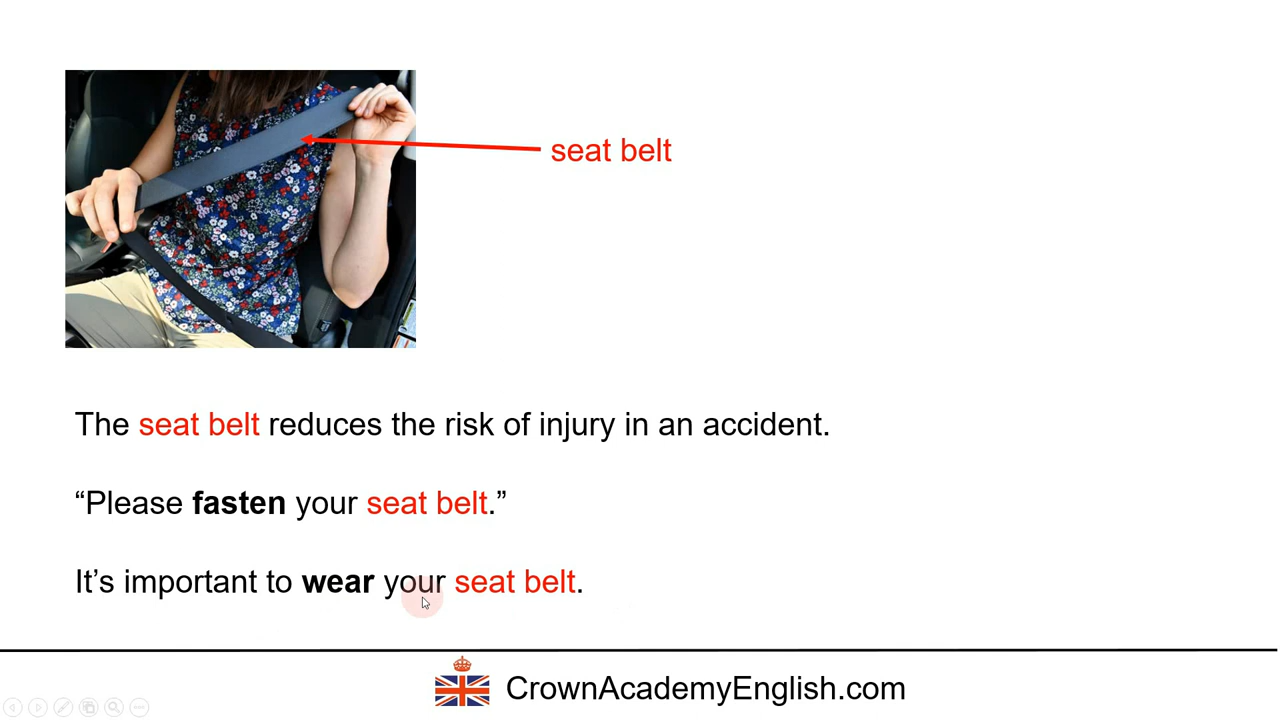 seat belt
The seat belt reduces the risk of injury in an accident.
“Please fasten your seat belt.”
It’s important to wear your seat belt.
CrownAcademyEnglish.com